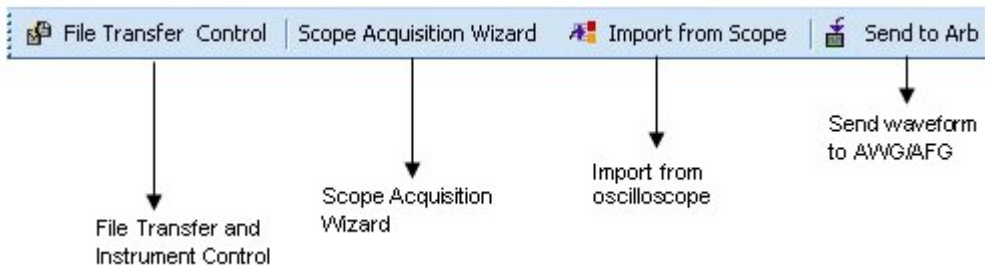 File Transfer Control Scope Acquisition Wizard Import from Scope Send to Arb
Send waveform
to AWG/AFG
Import from
oscilloscope
Scope Acquisition
Wizard
File Transfer and
Instrument Control